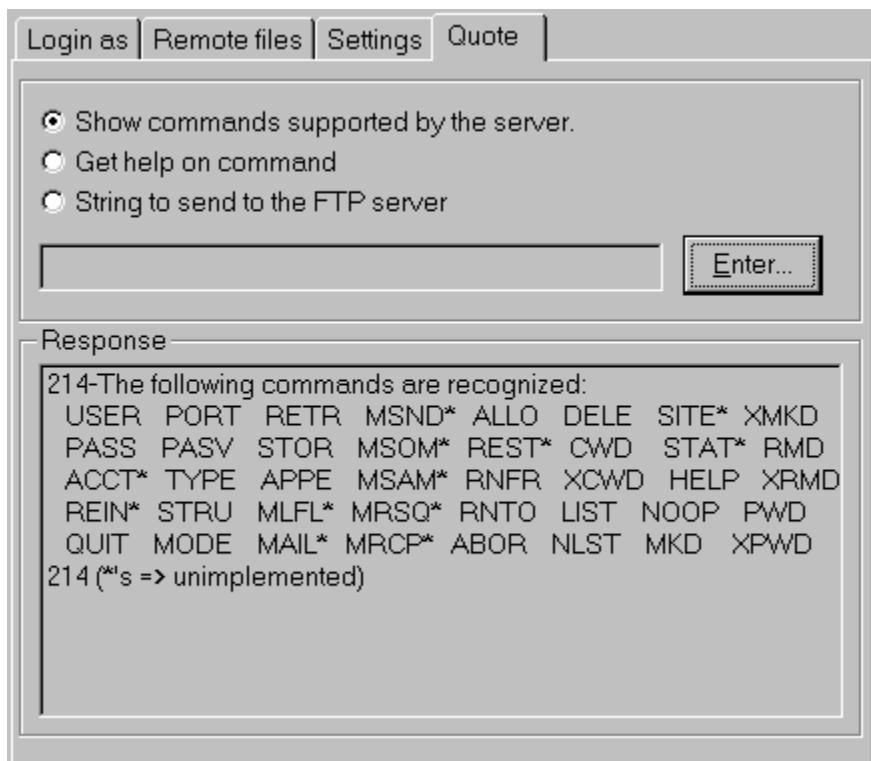 Login as Remote files Settings Quote
Show commands supported by the server.
Get help on command
String to send to the FTP server
Enter...
Response
214-The following commands are recognized:
USER PORT RETR MSND* ALLO DELE SITE* XMKD
PASS PASV STOR MSOM* REST* CWD STAT* RMD
ACCT* TYPE APPE MSAM* RNFR XCWD HELP XRMD
REIN* STRU MLFL* MRSQ* RNTO LIST NOOP PWD
QUIT MODE MAIL* MRCP* ABOR NLST MKD XPWD
214 (*'s => unimplemented)